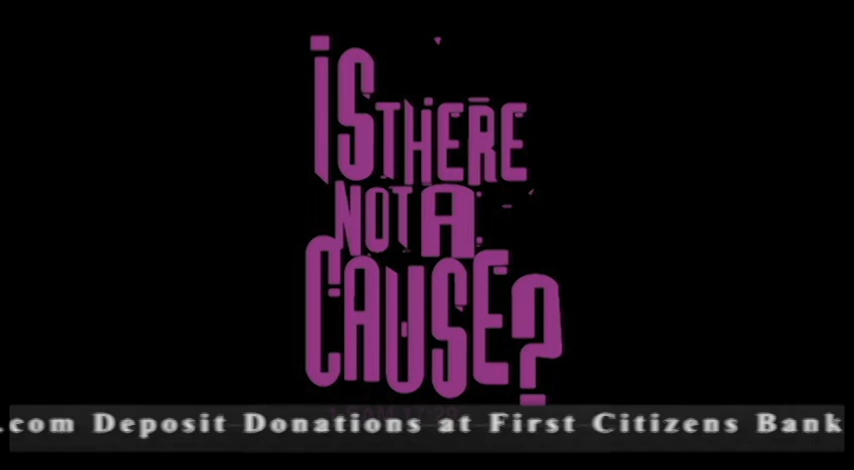 iS THERE
NOT A
CAUSE?
.com Deposit Donations at First Citizens Bank